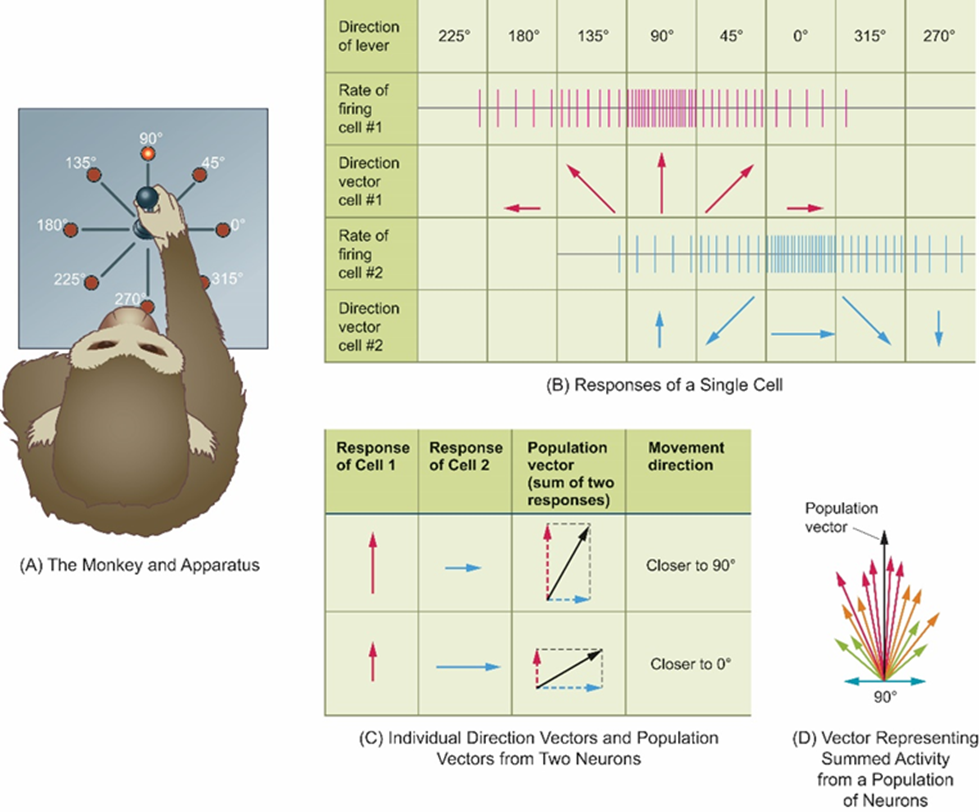 Direction
of lever
225°
180°
135°
90°
45°
0°
315°
270°
Rate of
firing
cell #1
Direction
vector
cell #1
Rate of
firing
cell #2
Direction
vector
cell #2
(B) Responses of a Single Cell
90°
135°
45°
180°
0°
225°
315°
270°
(A) The Monkey and Apparatus
Response
of Cell 1
Response
of Cell 2
Population
vector
(sum of two
responses)
Movement
direction
Closer to 90°
Closer to 0°
(C) Individual Direction Vectors and Population
Vectors from Two Neurons
Population
vector
90°
(D) Vector Representing
Summed Activity
from a Population
of Neurons